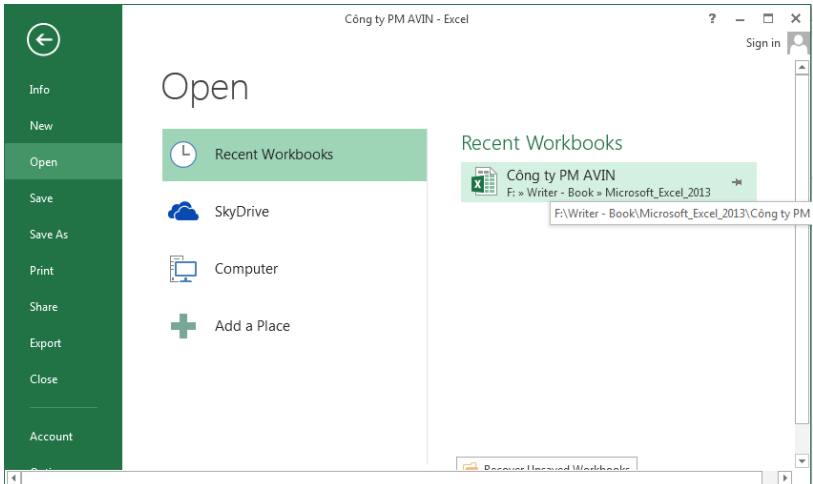 Công ty PM AVIN - Excel
?
Sign in
Info
New
Open
Save
Save As
Print
Share
Export
Close
Account
Open
Recent Workbooks
SkyDrive
Computer
Add a Place
Recent Workbooks
Công ty PM AVIN
F: » Writer - Book » Microsoft_Excel_2013
F:\Writer - Book\Microsoft_Excel_2013\Công ty PM
Recover Unsaved Workbooks